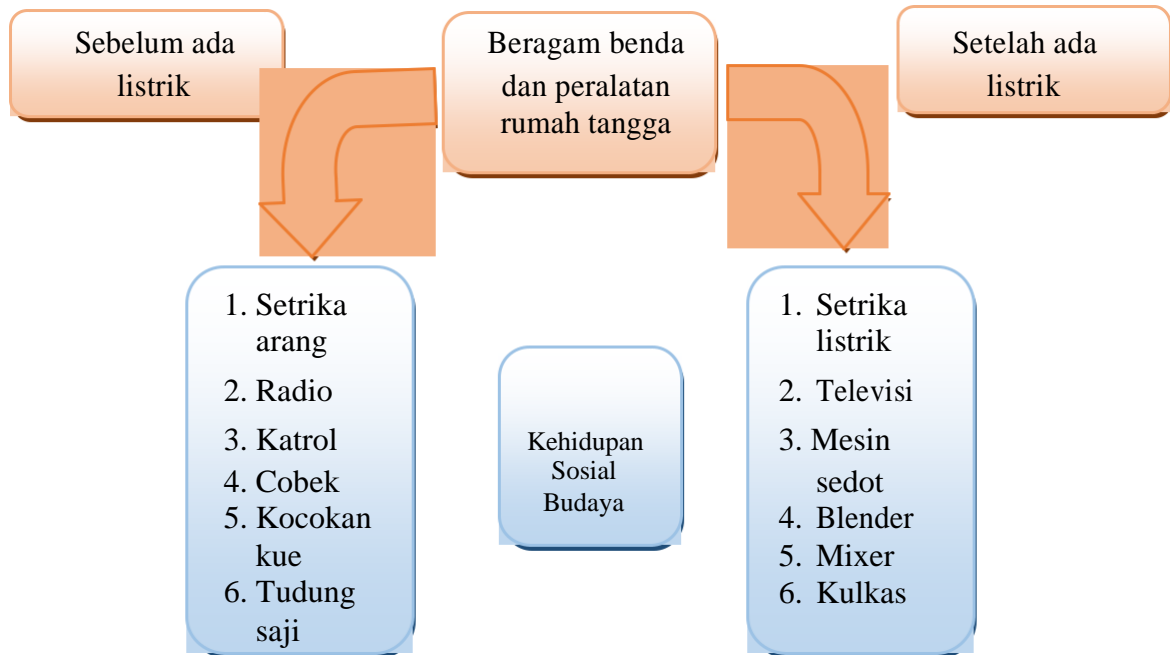 Sebelum ada
listrik
Beragam benda
dan peralatan
rumah tangga
Setelah ada
listrik
1. Setrika
arang
2. Radio
3. Katrol
4. Cobek
5. Kocokan
kue
6. Tudung
saji
Kehidupan
Sosial
Budaya
1. Setrika
listrik
2. Televisi
3. Mesin
sedot
4. Blender
5. Mixer
6. Kulkas